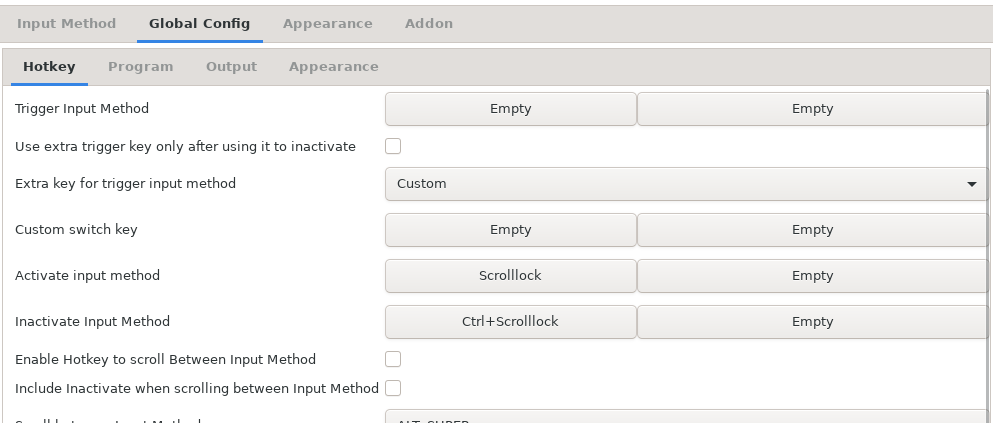 Input Method Global Config Appearance Addon
Hotkey Program Output Appearance
Trigger Input Method Empty Empty
Use extra trigger key only after using it to inactivate
Extra key for trigger input method Custom
Custom switch key Empty Empty
Activate input method Scrolllock Empty
Inactivate Input Method Ctrl+Scrolllock Empty
Enable Hotkey to scroll Between Input Method
Include Inactivate when scrolling between Input Method